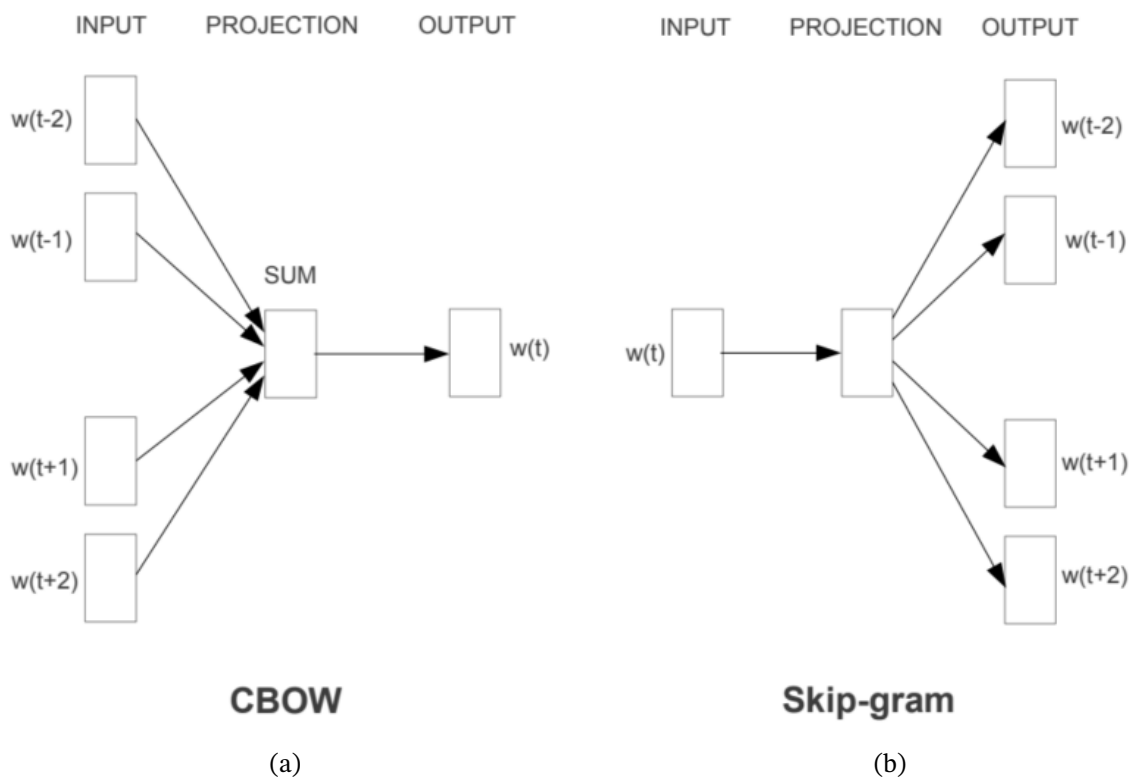 INPUT PROJECTION OUTPUT
w(t-2)
w(t-1)
SUM
w(t)
w(t+1)
w(t+2)
CBOW
(a)
INPUT PROJECTION OUTPUT
w(t-2)
w(t-1)
w(t)
w(t+1)
w(t+2)
Skip-gram
(b)